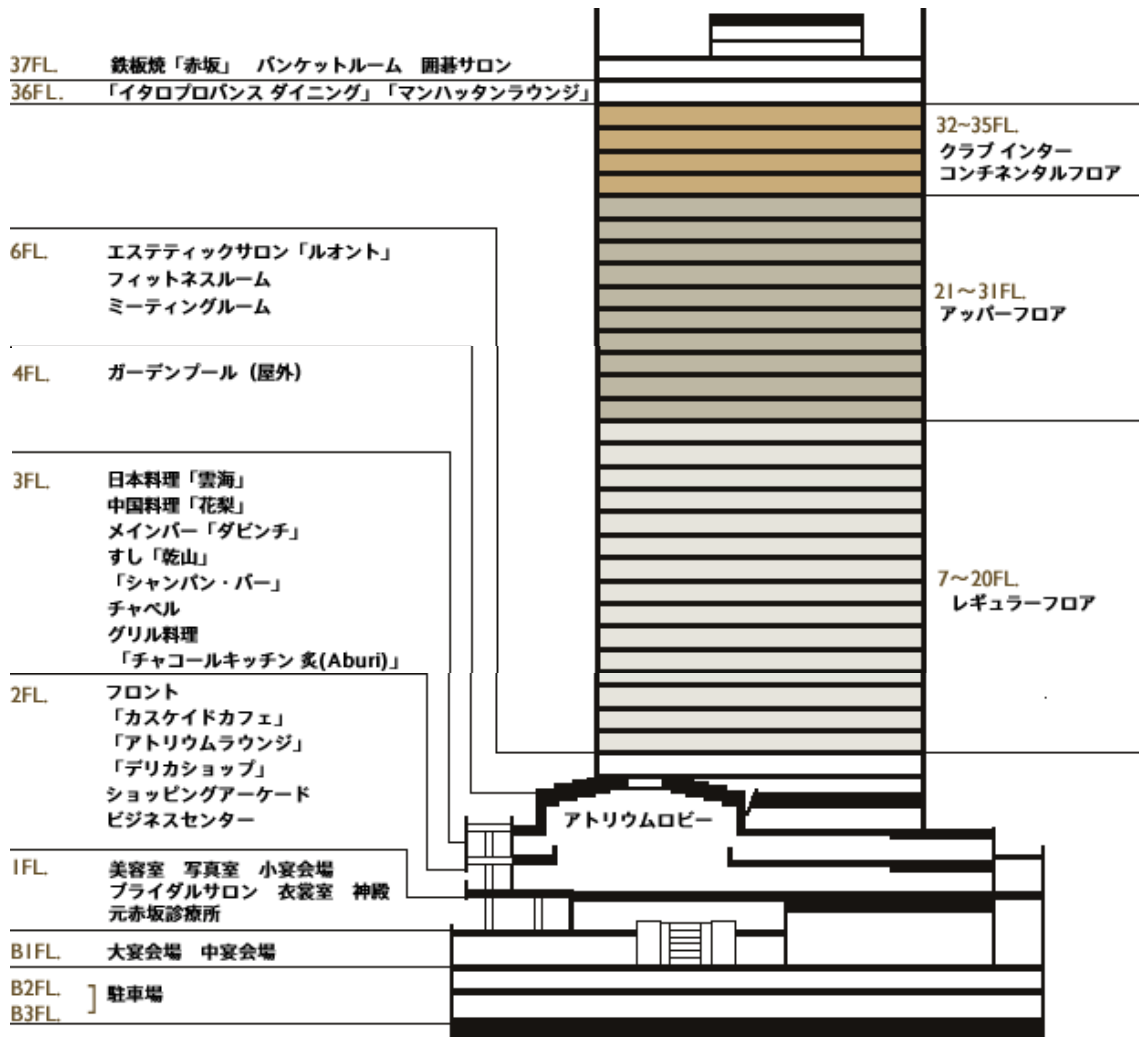 37FL. 鉄板焼「赤坂」 バンケットルーム 囲碁サロン
36FL. 「イタロプロバンス ダイニング」「マンハッタンラウンジ」
32~35FL.
クラブ インター
コンチネンタルフロア
6FL. エステティックサロン「ルオント」
フィットネスルーム
ミーティングルーム
21〜31FL.
アッパーフロア
4FL. ガーデンプール (屋外)
3FL. 日本料理「雲海」
中国料理「花梨」
メインバー「ダビンチ」
すし「乾山」
「シャンパン・バー」
チャペル
グリル料理
「チャコールキッチン 炙(Aburi)」
7〜20FL.
レギュラーフロア
2FL. フロント
「カスケイドカフェ」
「アトリウムラウンジ」
「デリカショップ」
ショッピングアーケード
ビジネスセンター
アトリウムロビー
1FL. 美容室 写真室 小宴会場
ブライダルサロン 衣裳室 神殿
元赤坂診療所
B1FL. 大宴会場 中宴会場
B2FL.
B3FL. ] 駐車場